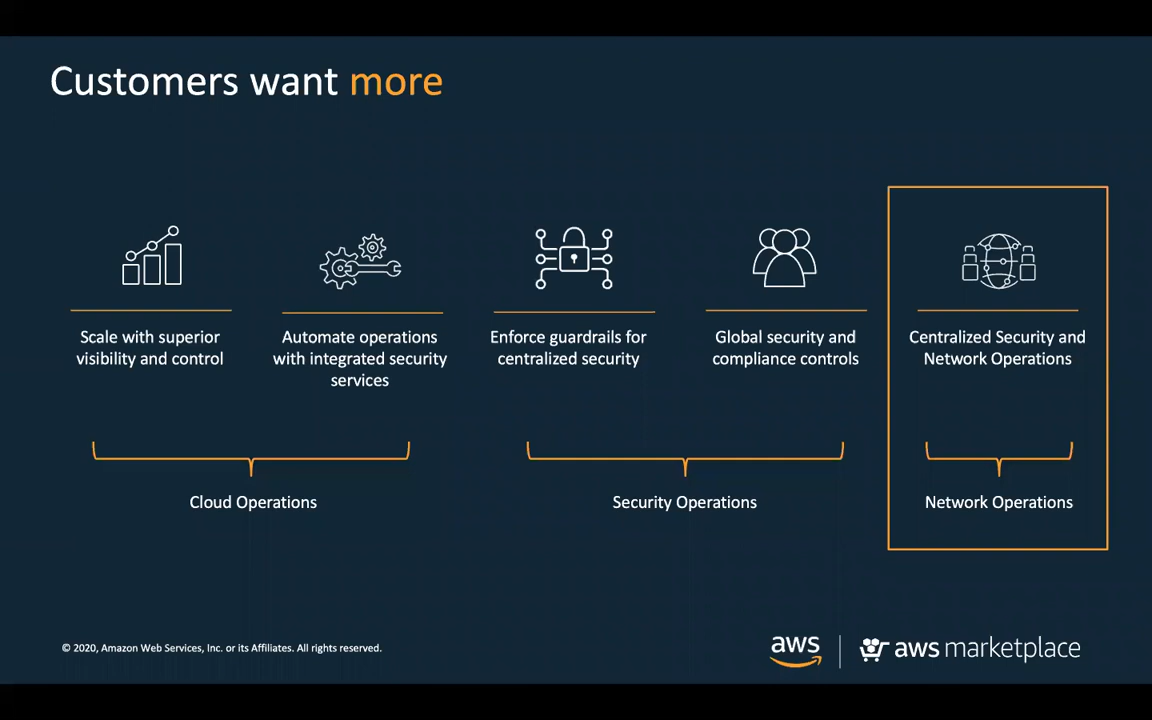 Customers want more
Scale with superior
visibility and control
Automate operations
with integrated security
services
Enforce guardrails for
centralized security
Global security and
compliance controls
Centralized Security and
Network Operations
Cloud Operations
Security Operations
Network Operations
© 2020, Amazon Web Services, Inc. or its Affiliates. All rights reserved.
aws
aws marketplace